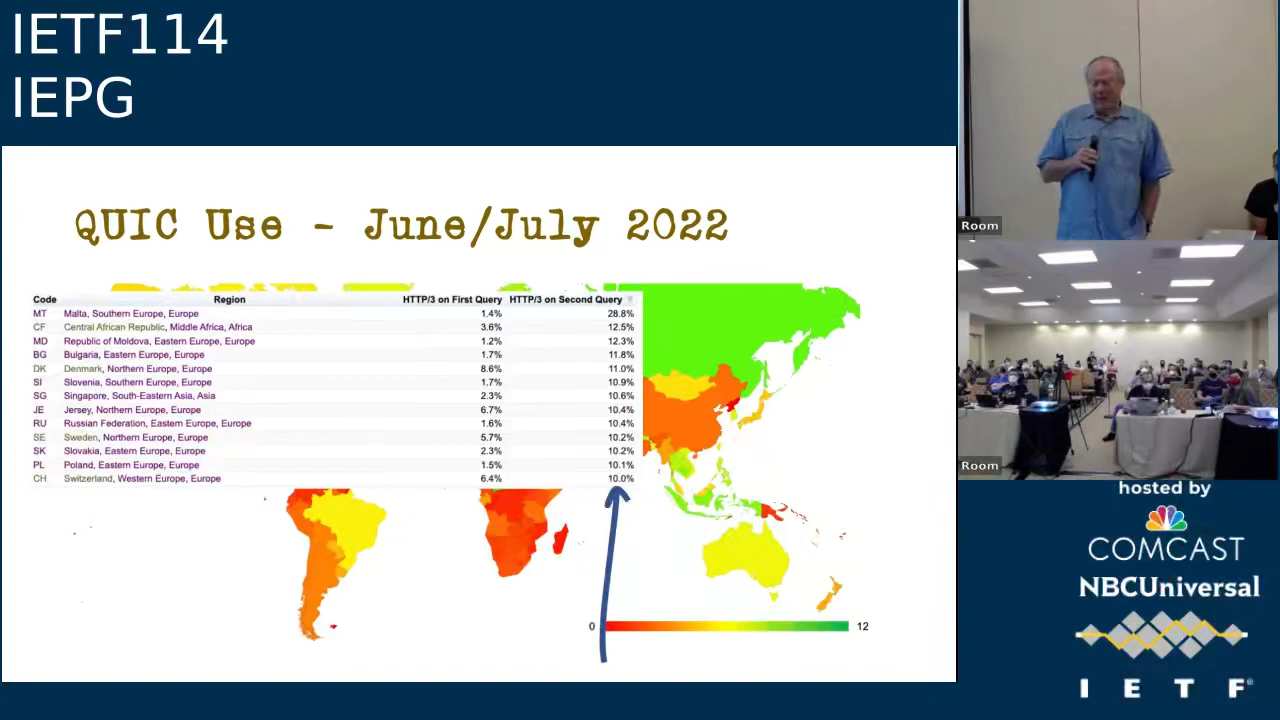 IETF114
IEPG
QUIC Use - June/July 2022
Code Region HTTP/3 on First Query HTTP/3 on Second Query
MT Malta, Southern Europe, Europe 1.4% 28.8%
CF Central African Republic, Middle Africa, Africa 3.6% 12.5%
MD Republic of Moldova, Eastern Europe, Europe 1.2% 12.3%
BG Bulgaria, Eastern Europe, Europe 1.7% 11.8%
DK Denmark, Northern Europe, Europe 8.6% 11.0%
SI Slovenia, Southern Europe, Europe 1.7% 10.9%
SG Singapore, South-Eastern Asia, Asia 2.3% 10.6%
JE Jersey, Northern Europe, Europe 6.7% 10.4%
RU Russian Federation, Eastern Europe, Europe 1.6% 10.4%
SE Sweden, Northern Europe, Europe 5.7% 10.2%
SK Slovakia, Eastern Europe, Europe 2.3% 10.2%
PL Poland, Eastern Europe, Europe 1.5% 10.1%
CH Switzerland, Western Europe, Europe 6.4% 10.0%
0 12
Room
Room
hosted by
COMCAST
NBCUniversal
I E T F®